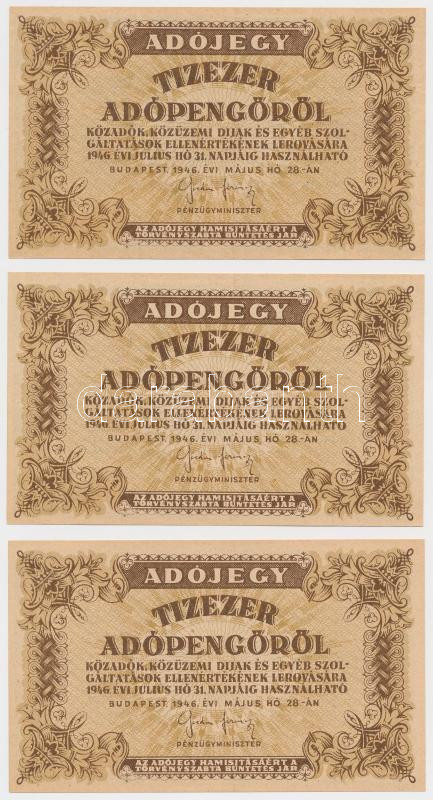 ADÓJEGY
TIZEZER
ADÓPENGŐRŐL
KÖZADÓK, KÖZÜZEMI DIJAK ÉS EGYÉB SZOL-
GÁLTATÁSOK ELLENÉRTÉKÉNEK LEROVÁSÁRA
1946. ÉVI JULIUS HÓ 31. NAPJÁIG HASZNÁLHATÓ
BUDAPEST, 1946. ÉVI MÁJUS HÓ 28-ÁN
PÉNZÜGYMINISZTER
AZ ADÓJEGY HAMISITÁSÁÉRT A
TÖRVÉNYSZABTA BÜNTETÉS JÁR
ADÓJEGY
TIZEZER
ADÓPENGŐRŐL
KÖZADÓK, KÖZÜZEMI DIJAK ÉS EGYÉB SZOL-
GÁLTATÁSOK ELLENÉRTÉKÉNEK LEROVÁSÁRA
1946. ÉVI JULIUS HÓ 31. NAPJÁIG HASZNÁLHATÓ
BUDAPEST, 1946. ÉVI MÁJUS HÓ 28-ÁN
PÉNZÜGYMINISZTER
AZ ADÓJEGY HAMISITÁSÁÉRT A
TÖRVÉNYSZABTA BÜNTETÉS JÁR
ADÓJEGY
TIZEZER
ADÓPENGŐRŐL
KÖZADÓK, KÖZÜZEMI DIJAK ÉS EGYÉB SZOL-
GÁLTATÁSOK ELLENÉRTÉKÉNEK LEROVÁSÁRA
1946. ÉVI JULIUS HÓ 31. NAPJÁIG HASZNÁLHATÓ
BUDAPEST, 1946. ÉVI MÁJUS HÓ 28-ÁN
PÉNZÜGYMINISZTER
AZ ADÓJEGY HAMISITÁSÁÉRT A
TÖRVÉNYSZABTA BÜNTETÉS JÁR